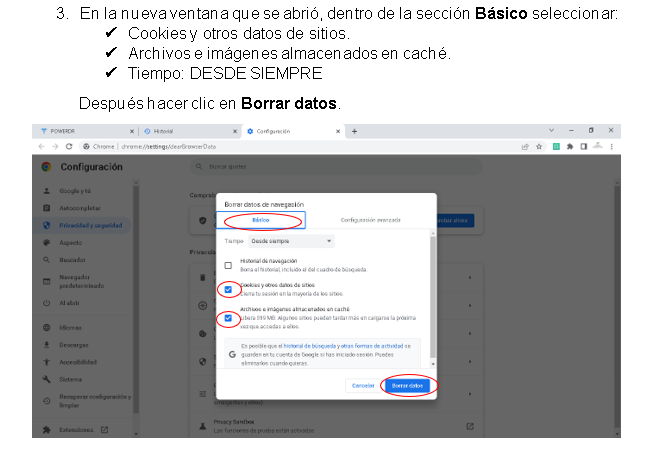 3. En la nueva ventana que se abrió, dentro de la sección Básico seleccionar:
✔ Cookies y otros datos de sitios.
✔ Archivos e imágenes almacenados en caché.
✔ Tiempo: DESDE SIEMPRE
Después hacer clic en Borrar datos.
POWERDR
Historial
Configuración
Chrome | chrome://settings/clearBrowserData
Configuración
Buscar ajustes
Google y tú
Autocompletar
Privacidad y seguridad
Aspecto
Buscador
Navegador
predeterminado
Al abrir
Idiomas
Descargas
Accesibilidad
Sistema
Recuperar configuración y
limpiar
Extensiones
Borrar datos de navegación
Básico
Configuración avanzada
Tiempo Desde siempre
Historial de navegación
Borra el historial, incluido el del cuadro de búsqueda
Cookies y otros datos de sitios
Cierra tu sesión en la mayoría de los sitios.
Archivos e imágenes almacenados en caché
Libera 319 MB. Algunos sitios pueden tardar más en cargarse la próxima
vez que accedas a ellos.
Es posible que el historial de búsqueda y otras formas de actividad se
guarden en tu cuenta de Google si has iniciado sesión. Puedes
eliminarlos cuando quieras.
Cancelar
Borrar datos
Privacy Sandbox
Las funciones de prueba están activadas